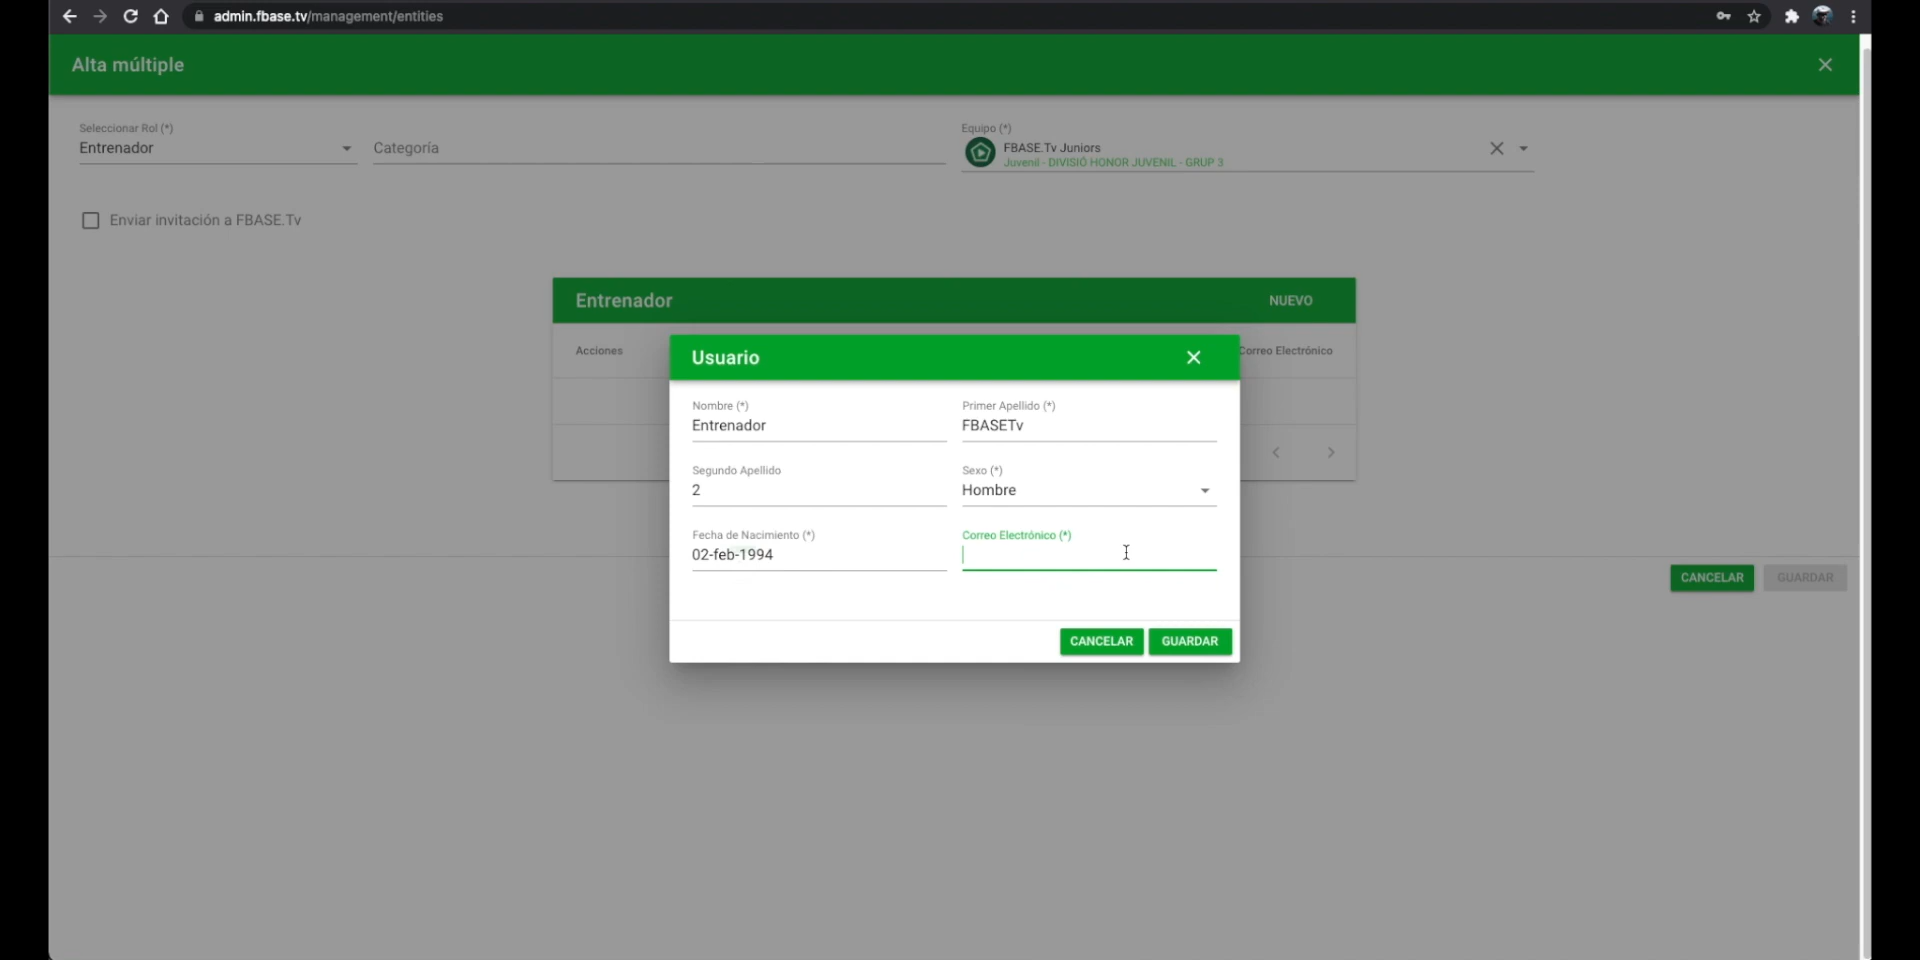 admin.fbase.tv/management/entities
Alta múltiple
Seleccionar Rol (*)
Entrenador
Categoría
Equipo (*)
FBASE.Tv Juniors
Juvenil - DIVISIÓ HONOR JUVENIL - GRUP 3
Enviar invitación a FBASE.Tv
Entrenador
NUEVO
Acciones
Correo Electrónico
Usuario
Nombre (*)
Entrenador
Primer Apellido (*)
FBASETv
Segundo Apellido
2
Sexo (*)
Hombre
Fecha de Nacimiento (*)
02-feb-1994
Correo Electrónico (*)
CANCELAR
GUARDAR
CANCELAR
GUARDAR